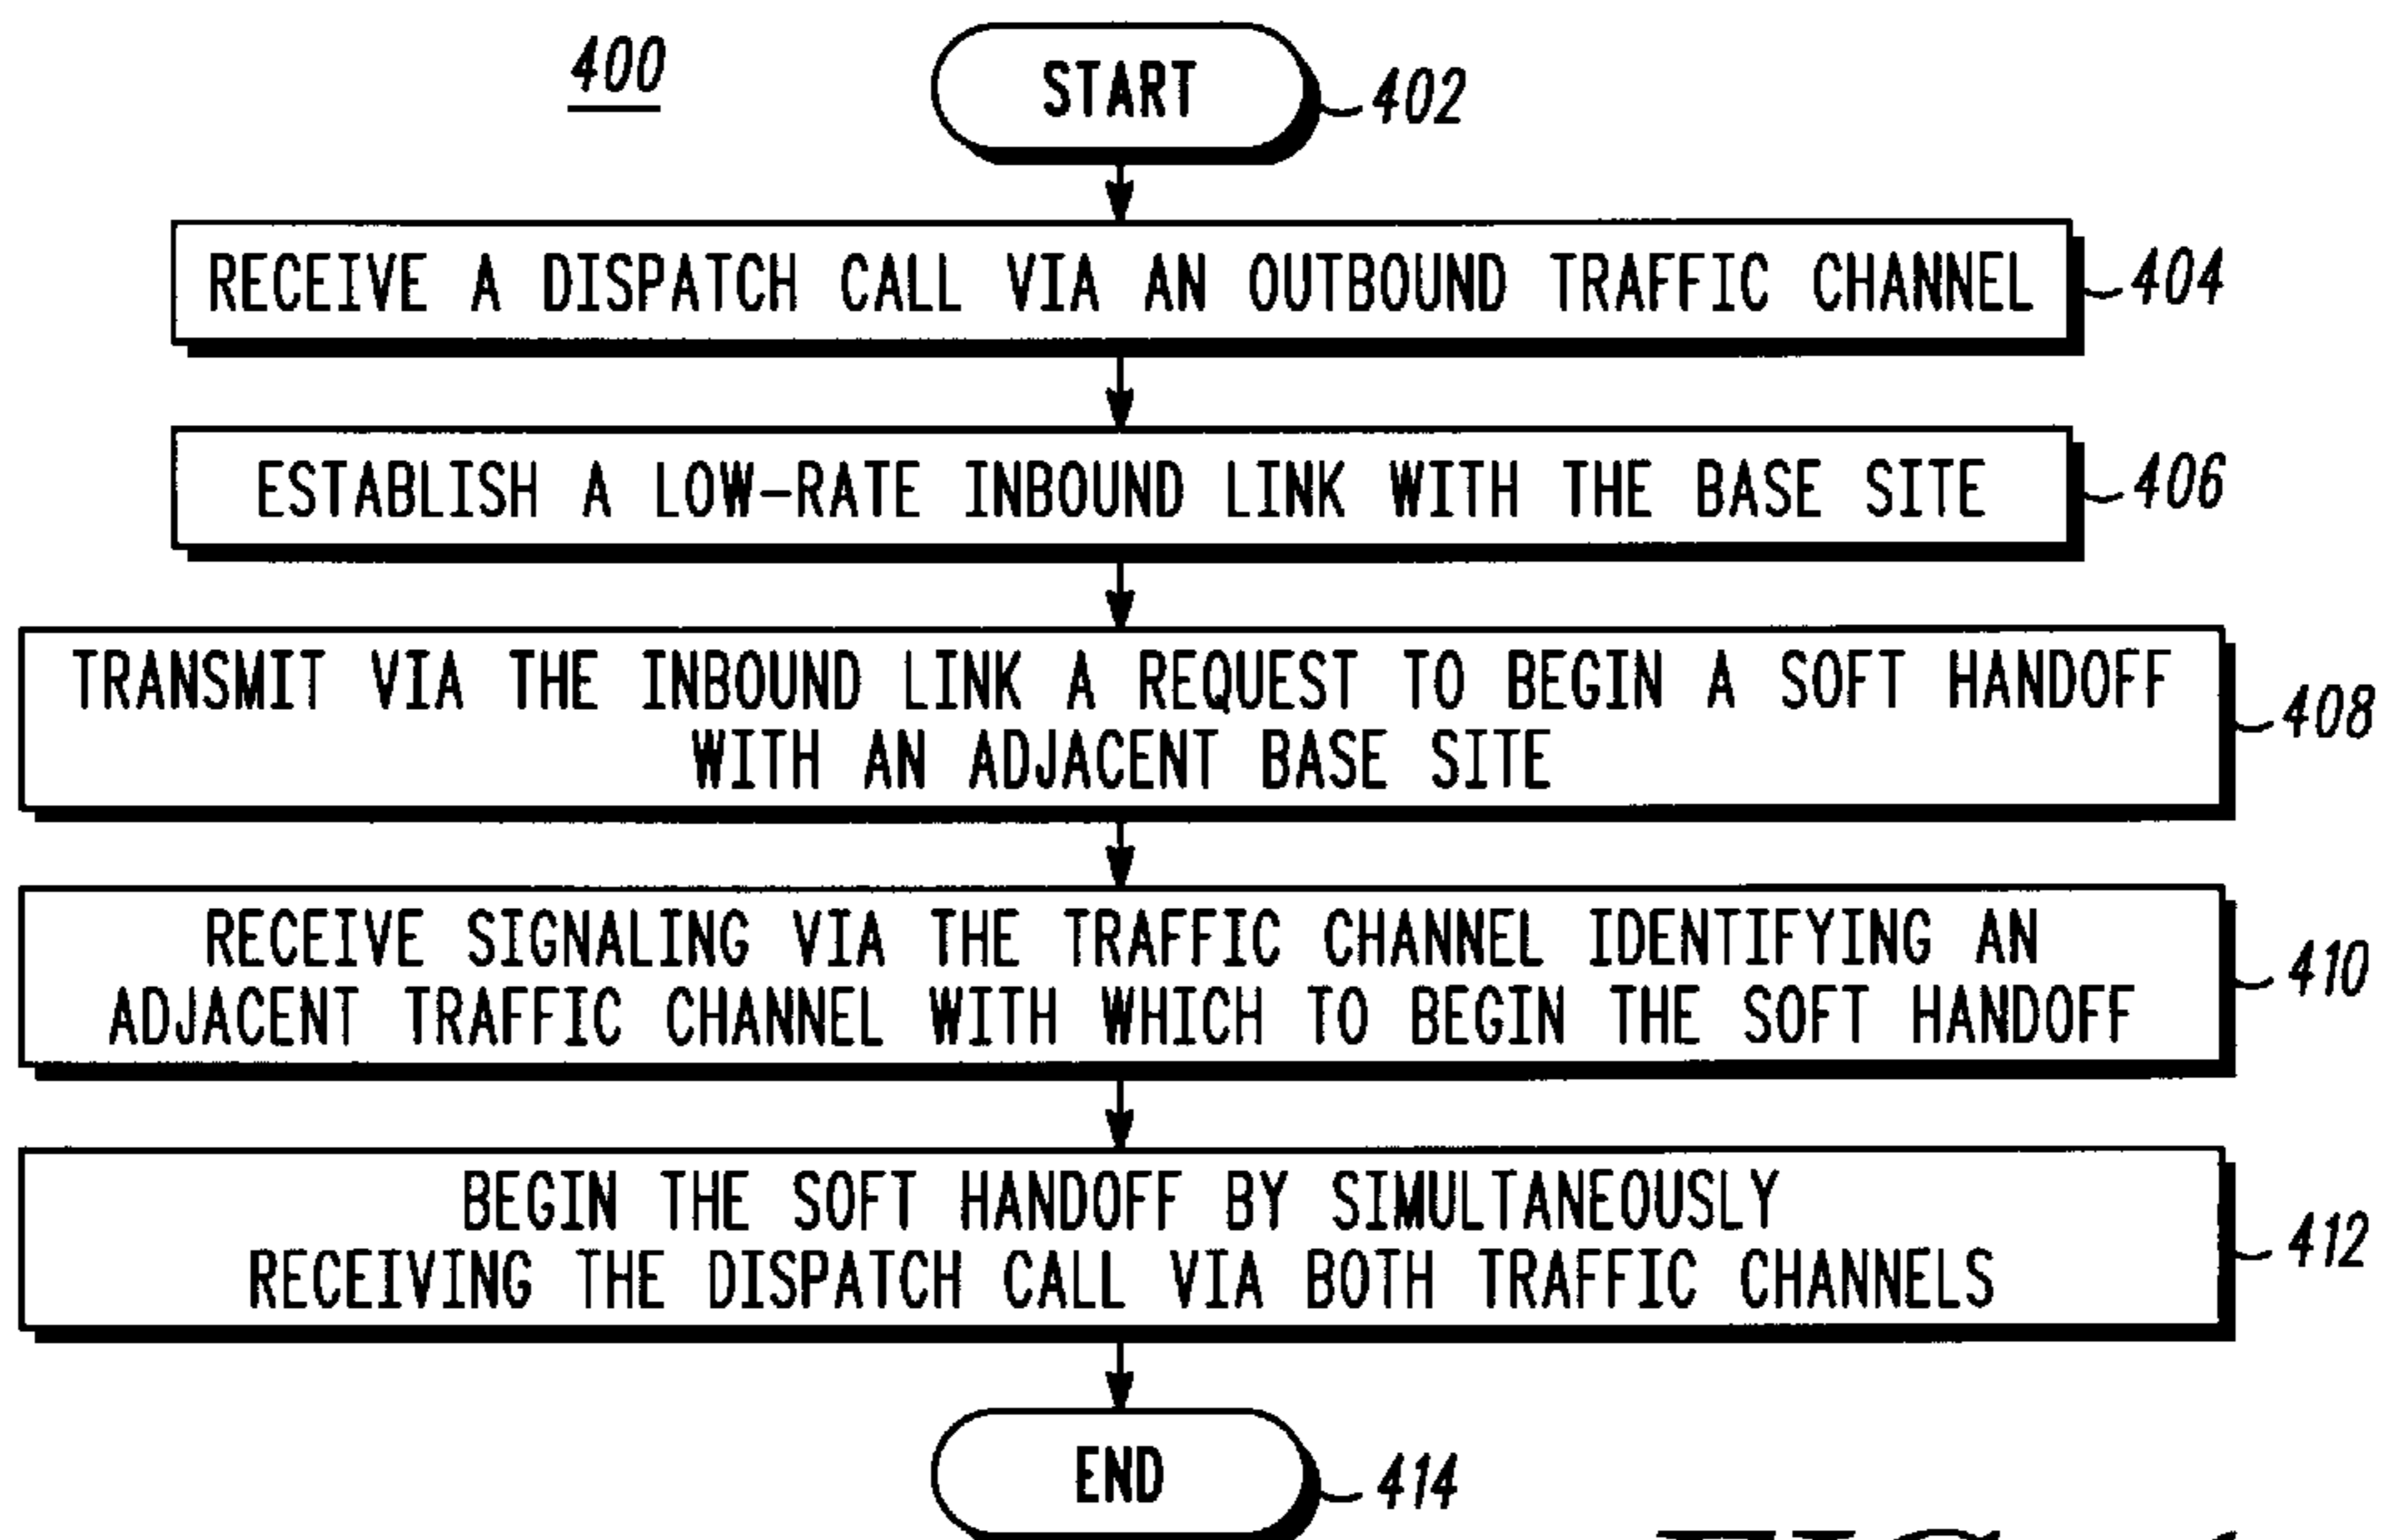 400
START
402
RECEIVE A DISPATCH CALL VIA AN OUTBOUND TRAFFIC CHANNEL
404
ESTABLISH A LOW-RATE INBOUND LINK WITH THE BASE SITE
406
TRANSMIT VIA THE INBOUND LINK A REQUEST TO BEGIN A SOFT HANDOFF
WITH AN ADJACENT BASE SITE
408
RECEIVE SIGNALING VIA THE TRAFFIC CHANNEL IDENTIFYING AN
ADJACENT TRAFFIC CHANNEL WITH WHICH TO BEGIN THE SOFT HANDOFF
410
BEGIN THE SOFT HANDOFF BY SIMULTANEOUSLY
RECEIVING THE DISPATCH CALL VIA BOTH TRAFFIC CHANNELS
412
END
414